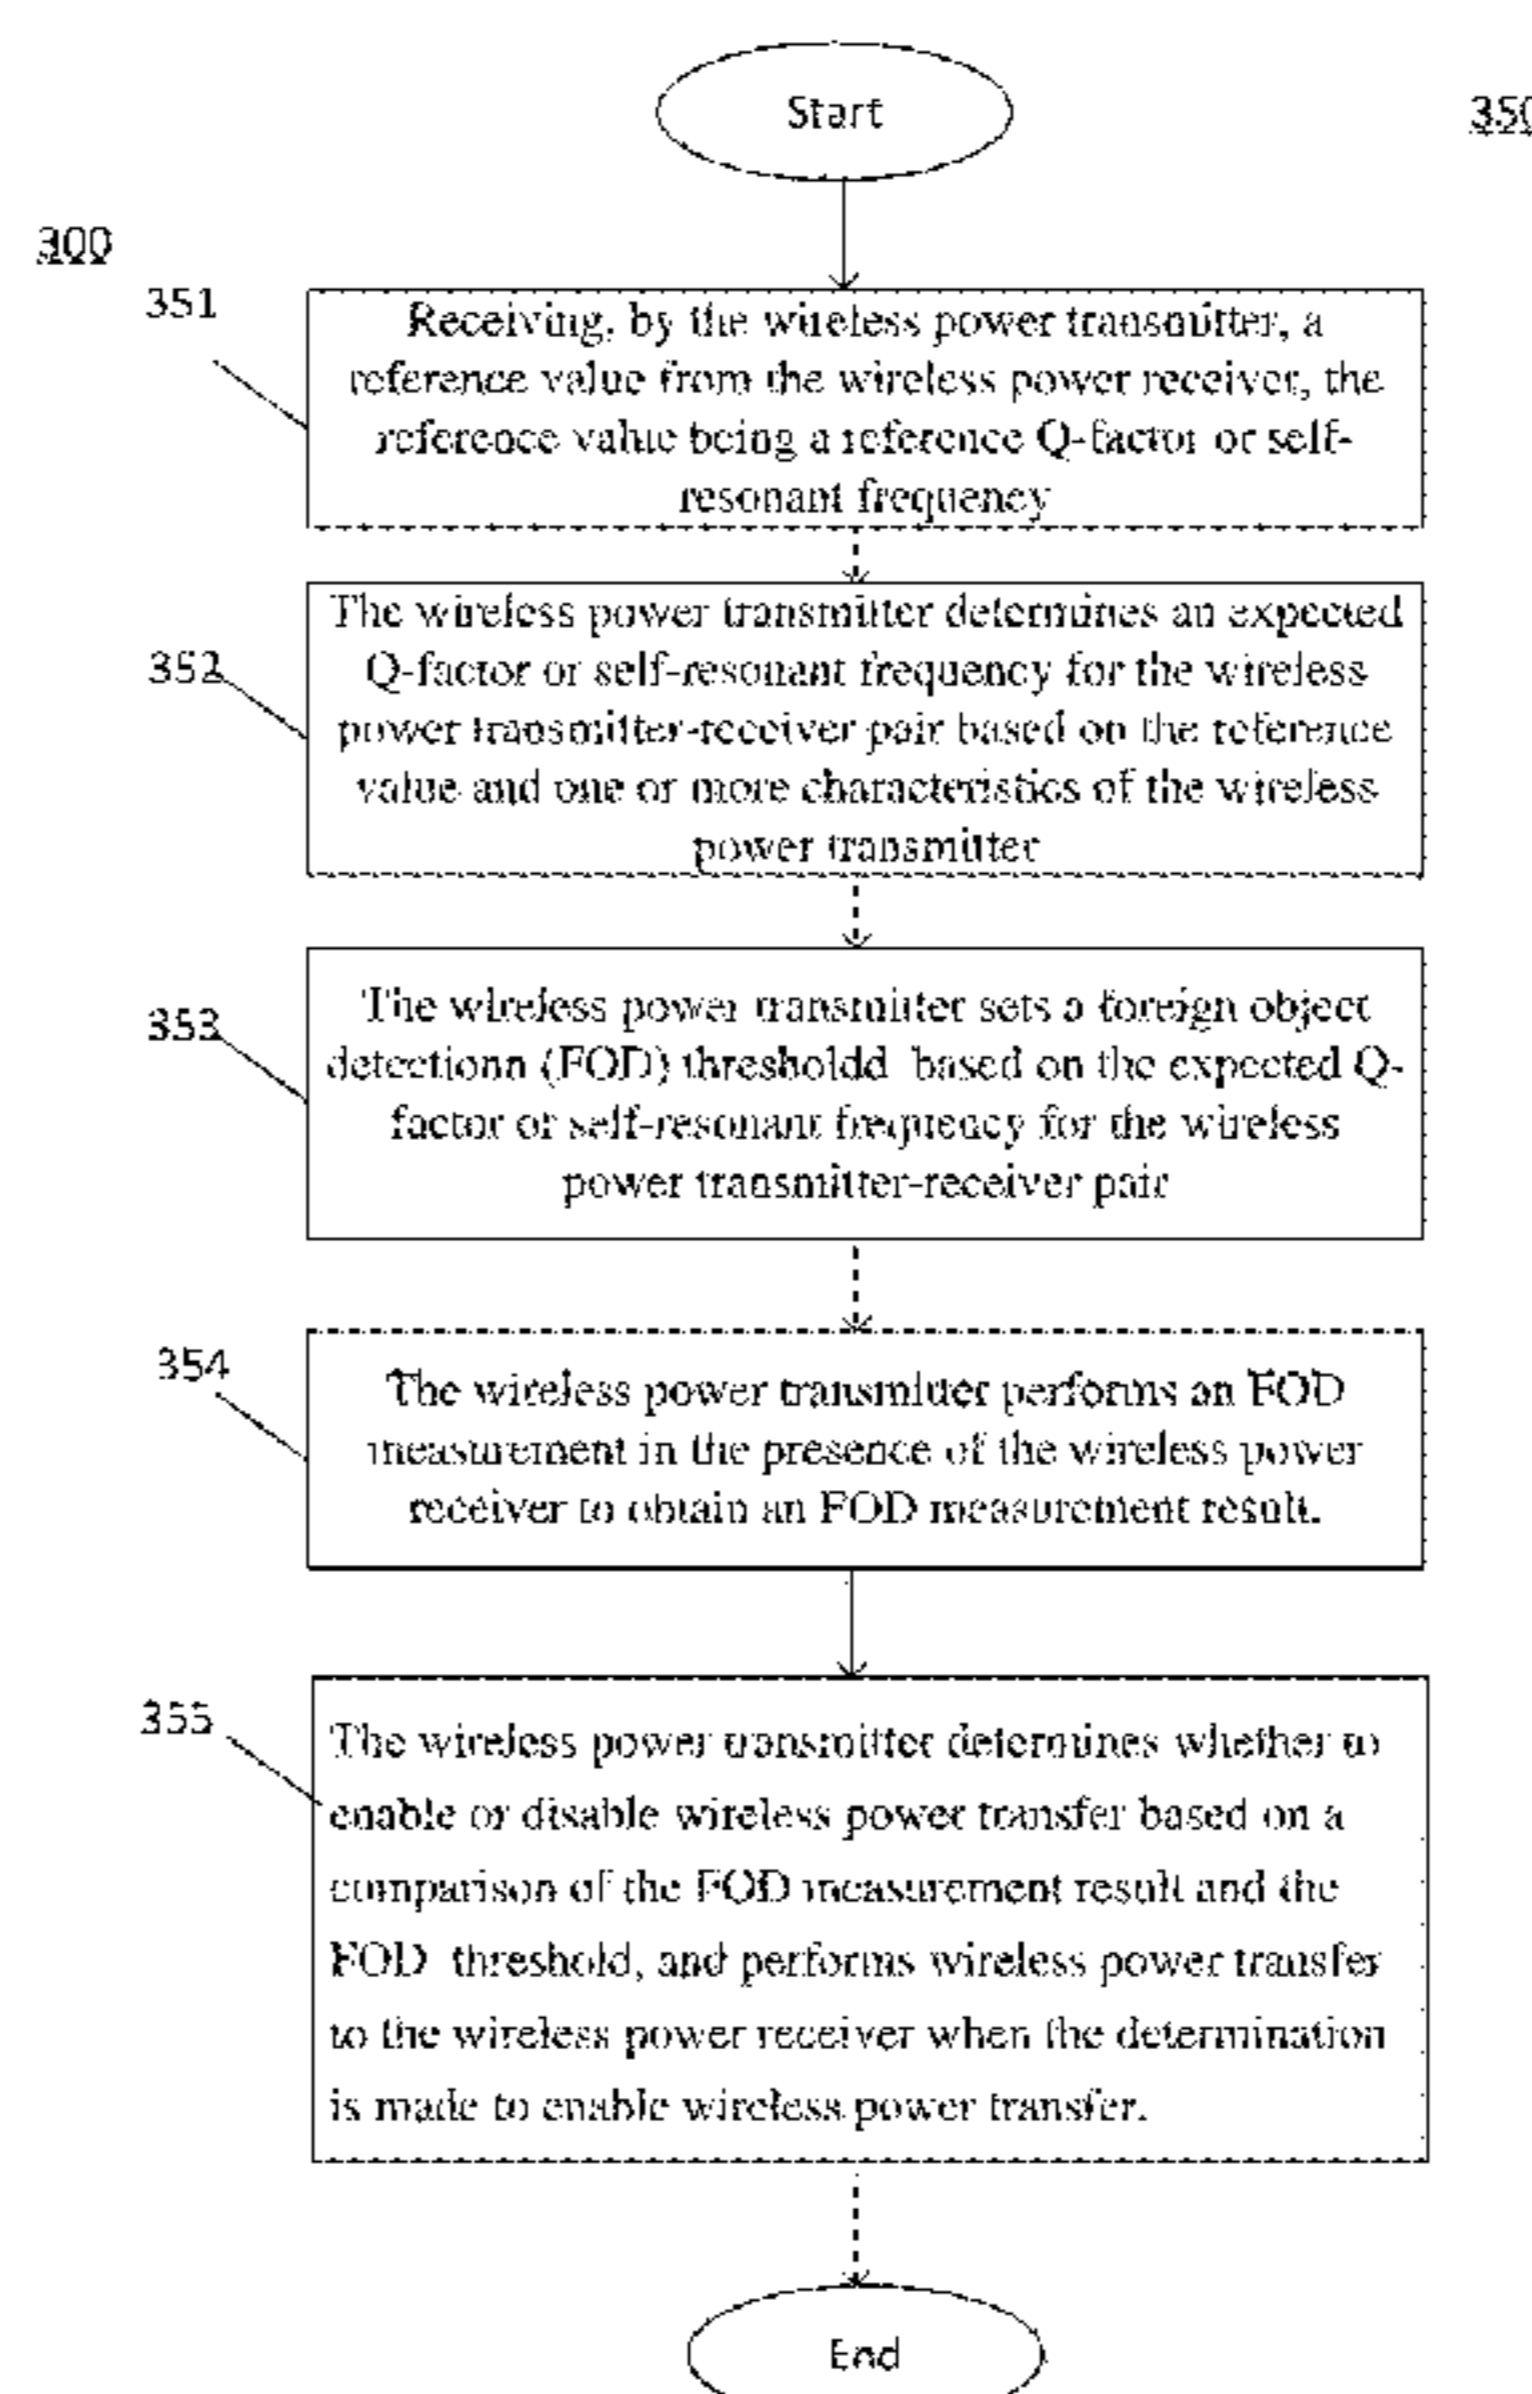 Start
350
300
351
Receiving, by the wireless power transmitter, a
reference value from the wireless power receiver, the
reference value being a reference Q-factor or self-
resonant frequency
352
The wireless power transmitter determines an expected
Q-factor or self-resonant frequency for the wireless
power transmitter-receiver pair based on the reference
value and one or more characteristics of the wireless
power transmitter
353
The wireless power transmitter sets a foreign object
detectionn (FOD) thresholdd based on the expected Q-
factor or self-resonant frequency for the wireless
power transmitter-receiver pair
354
The wireless power transmitter performs an FOD
measurement in the presence of the wireless power
receiver to obtain an FOD measurement result.
355
The wireless power transmitter determines whether to
enable or disable wireless power transfer based on a
comparison of the FOD measurement result and the
FOD threshold, and performs wireless power transfer
to the wireless power receiver when the determination
is made to enable wireless power transfer.
End